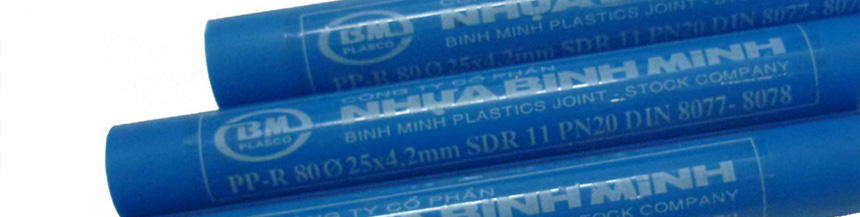 BM
PLASCO
NHỰA BÌNH MINH
BINH MINH PLASTICS JOINT - STOCK COMPANY
PP-R 80 Ø 25x4,2mm SDR 11 PN20 DIN 8077-
CÔNG TY CỔ PHẦN
NHỰA BÌNH MINH
BINH MINH PLASTICS JOINT - STOCK COMPANY
BM
PLASCO
PP-R 80 Ø 25x4,2mm SDR 11 PN20 DIN 8077- 8078
CÔNG TY CỔ PHẦN
NHỰA BÌNH MINH
STOCK COMPANY